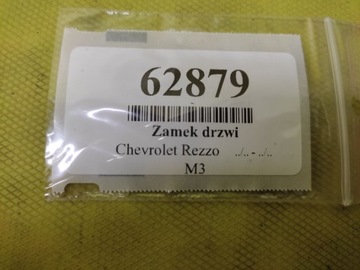 62879
Zamek drzwi
Chevrolet Rezzo ../.. - ../..
M3